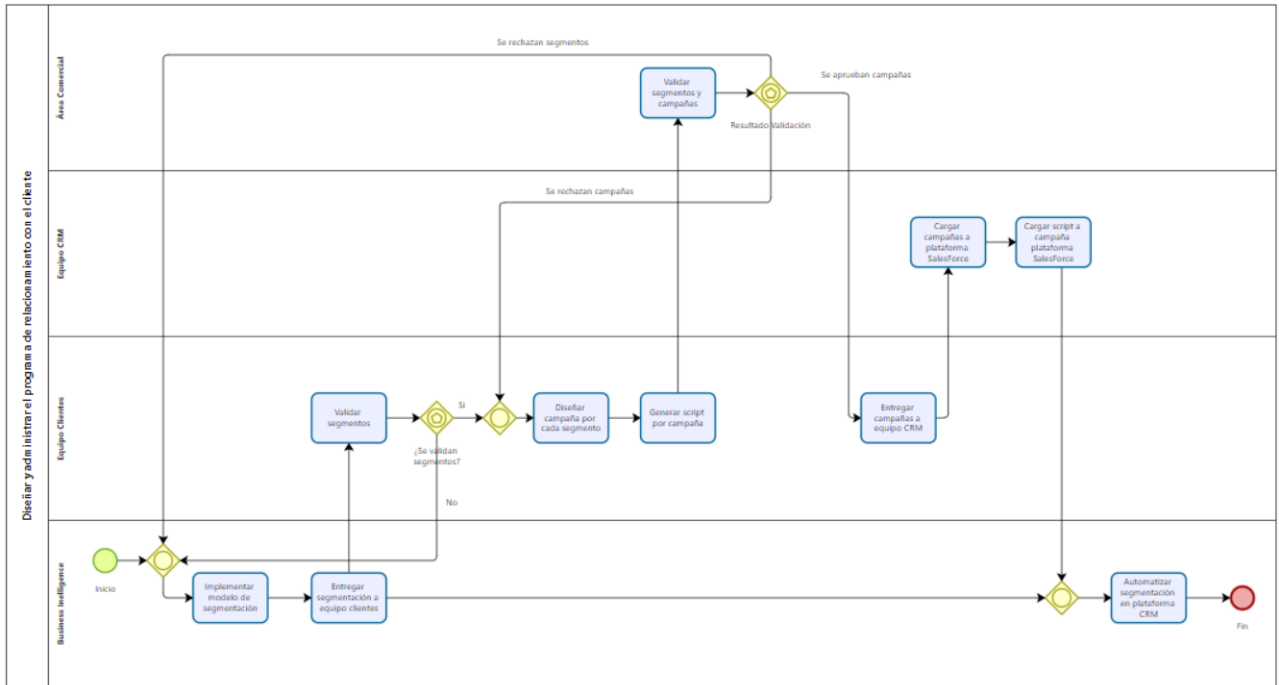 Diseñar y administrar el programa de relacionamiento con el cliente
Área Comercial
Se rechazan segmentos
Validar
segmentos y
campañas
Se aprueban campañas
Resultado Validación
Equipo CRM
Se rechazan campañas
Cargar
campañas a
plataforma
SalesForce
Cargar script a
campaña
plataforma
SalesForce
Equipo Clientes
Validar
segmentos
¿Se validan
segmentos?
Si
No
Diseñar
campaña por
cada segmento
Generar script
por campaña
Entregar
campañas a
equipo CRM
Business Inelligence
Inicio
Implementar
modelo de
segmentación
Entregar
segmentación a
equipo clientes
Automatizar
segmentación
en plataforma
CRM
Fin